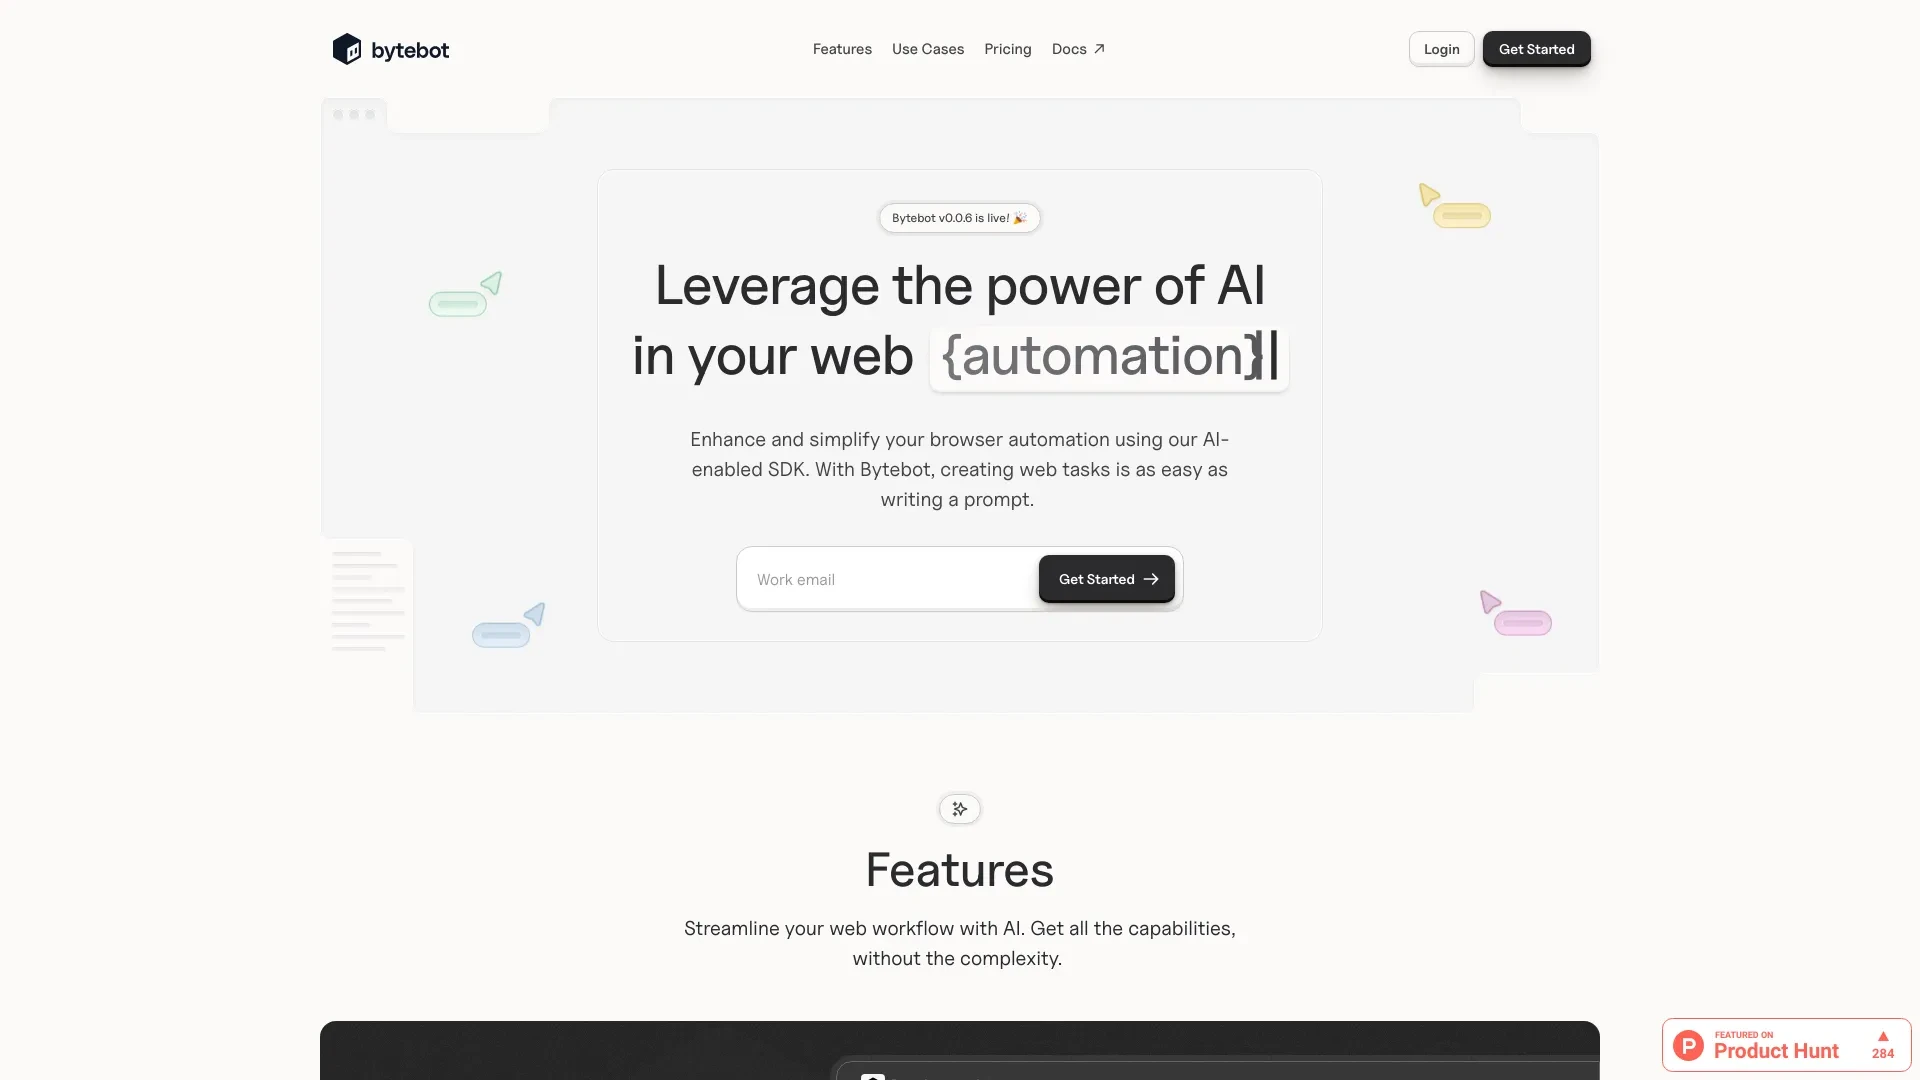 bytebot
Features
Use Cases
Pricing
Docs
Login
Get Started
Bytebot v0.0.6 is live! 🎉
Leverage the power of AI
in your web {automation}|
Enhance and simplify your browser automation using our AI-
enabled SDK. With Bytebot, creating web tasks is as easy as
writing a prompt.
Work email
Get Started
Features
Streamline your web workflow with AI. Get all the capabilities,
without the complexity.
FEATURED ON
Product Hunt
284